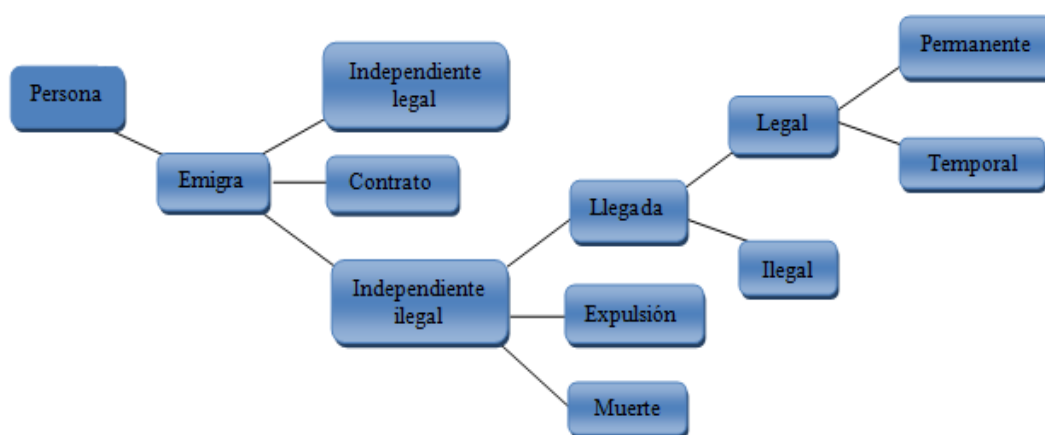 Persona
Emigra
Independiente
legal
Contrato
Independiente
ilegal
Llegada
Expulsión
Muerte
Legal
Ilegal
Permanente
Temporal